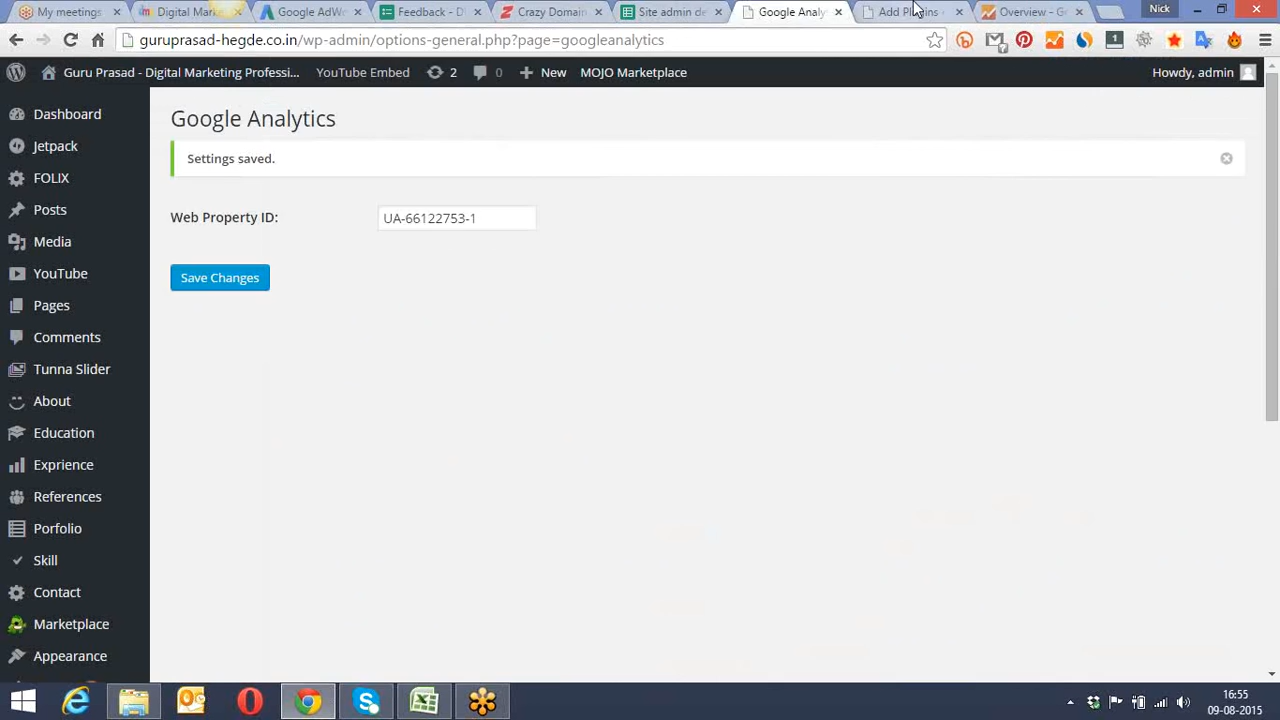 My meetings
Digital Mark
Google AdW
Feedback - D
Crazy Domain
Site admin de
Google Analy
Add Plugins
Overview - G
Nick
guruprasad-hegde.co.in/wp-admin/options-general.php?page=googleanalytics
Guru Prasad - Digital Marketing Professi...
YouTube Embed
2
0
New
MOJO Marketplace
Howdy, admin
Dashboard
Jetpack
FOLIX
Posts
Media
YouTube
Pages
Comments
Tunna Slider
About
Education
Exprience
References
Porfolio
Skill
Contact
Marketplace
Appearance
Google Analytics
Settings saved.
Web Property ID:
UA-66122753-1
Save Changes
16:55
09-08-2015